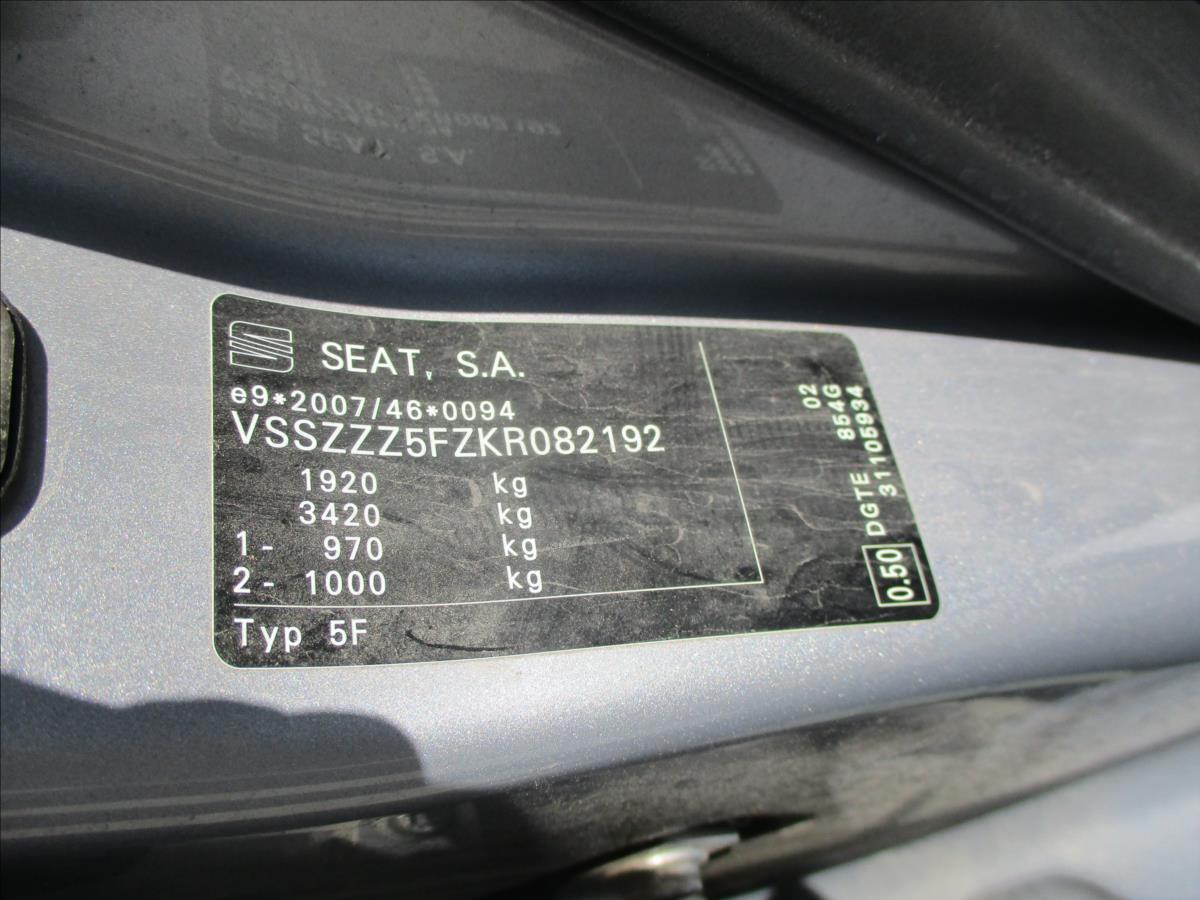 SEAT, S.A.
e9*2007/46*0094
VSSZZZ5FZKR082192
1920 kg
3420 kg
1- 970 kg
2- 1000 kg
Typ 5F
02
854G
DGTE 31105934
0.50